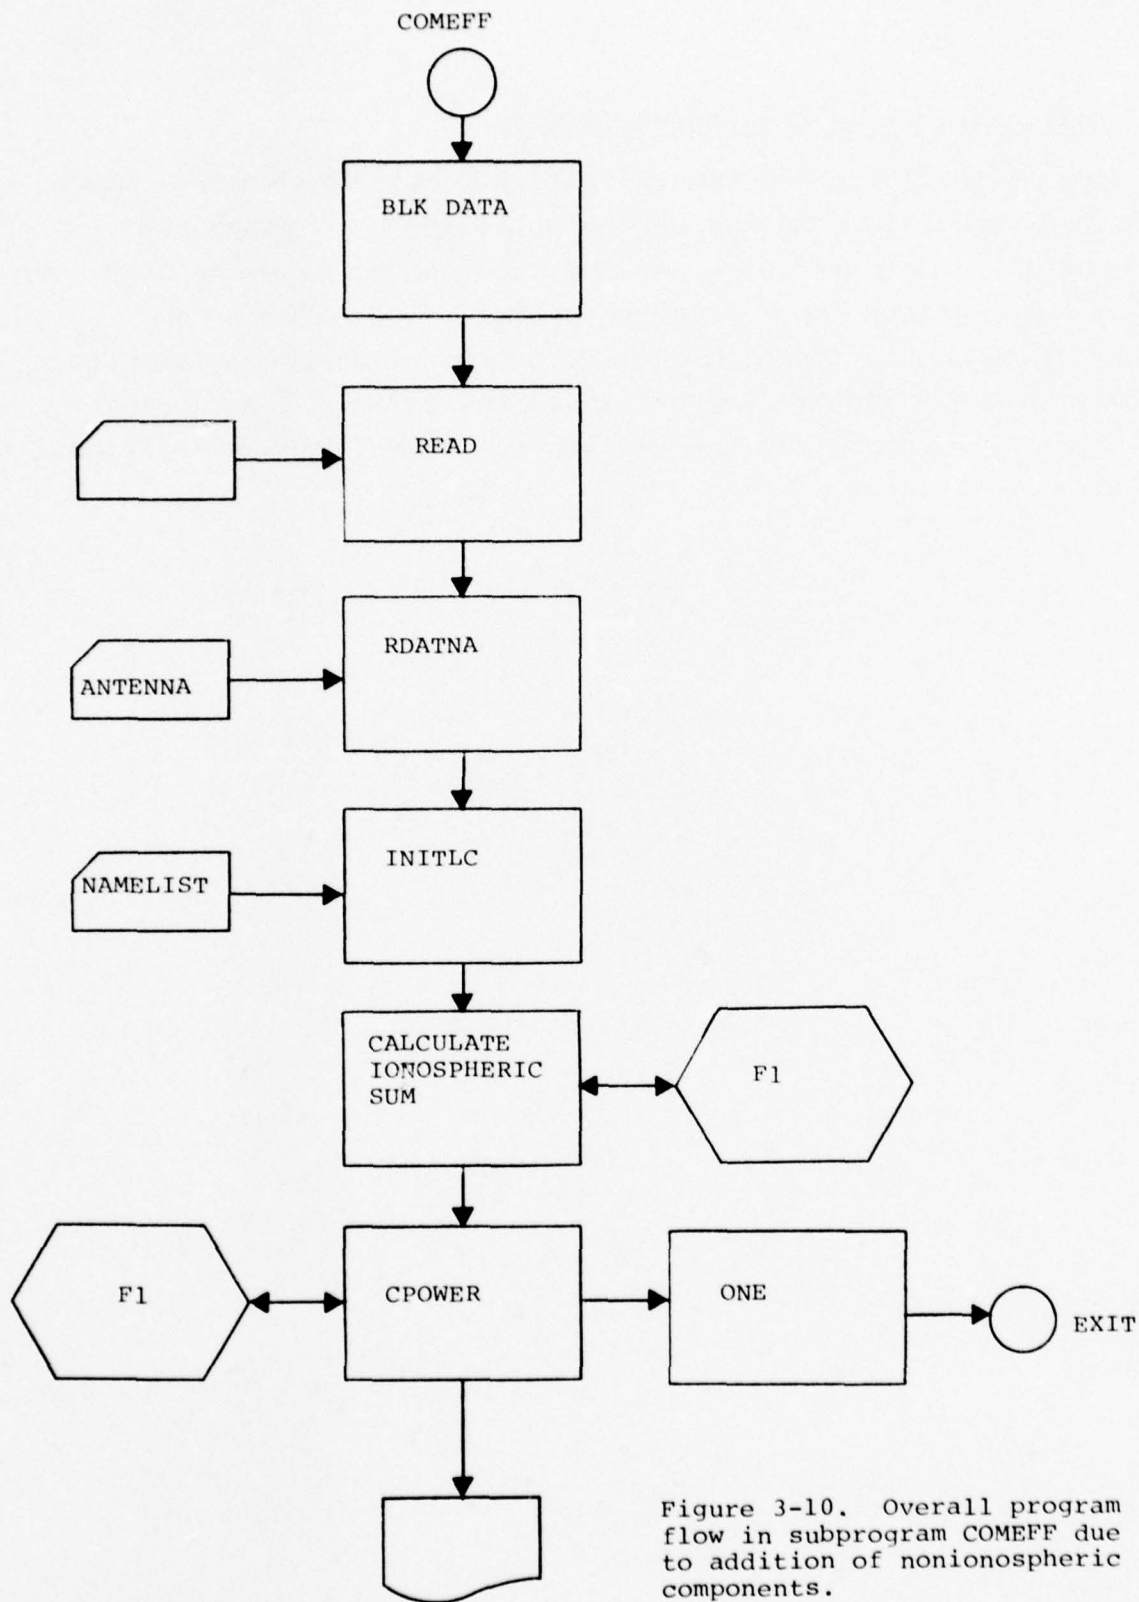 COMEFF
BLK DATA
READ
RDATNA
ANTENNA
INITLC
NAMELIST
CALCULATE
IONOSPHERIC
SUM
F1
F1
CPOWER
ONE
EXIT
Figure 3-10. Overall program
flow in subprogram COMEFF due
to addition of nonionospheric
components.